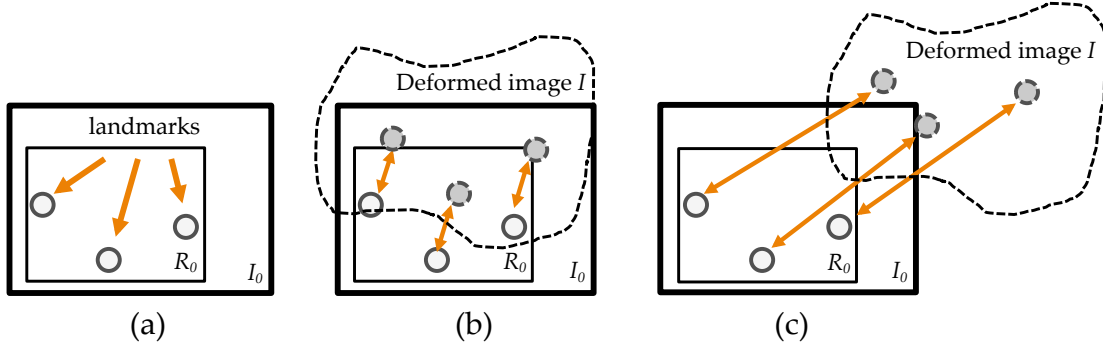 landmarks
R₀
I₀
(a)
Deformed image I
R₀
I₀
(b)
Deformed image I
R₀
I₀
(c)